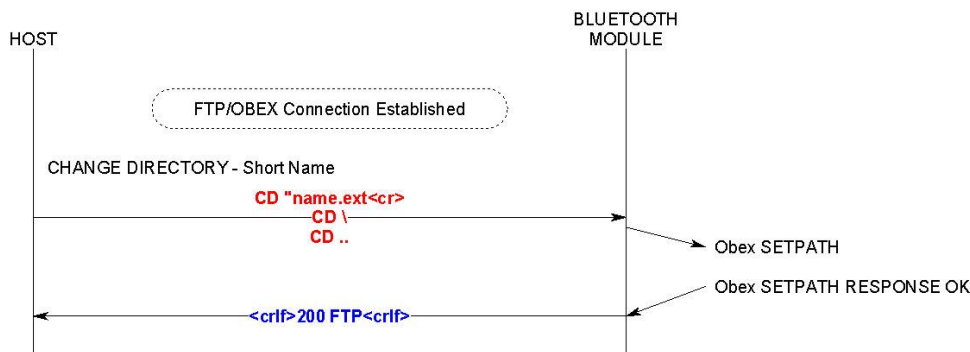 HOST
BLUETOOTH
MODULE
FTP/OBEX Connection Established
CHANGE DIRECTORY - Short Name
CD "name.ext<cr>
CD \
CD ..
Obex SETPATH
Obex SETPATH RESPONSE OK
<crlf>200 FTP<crlf>